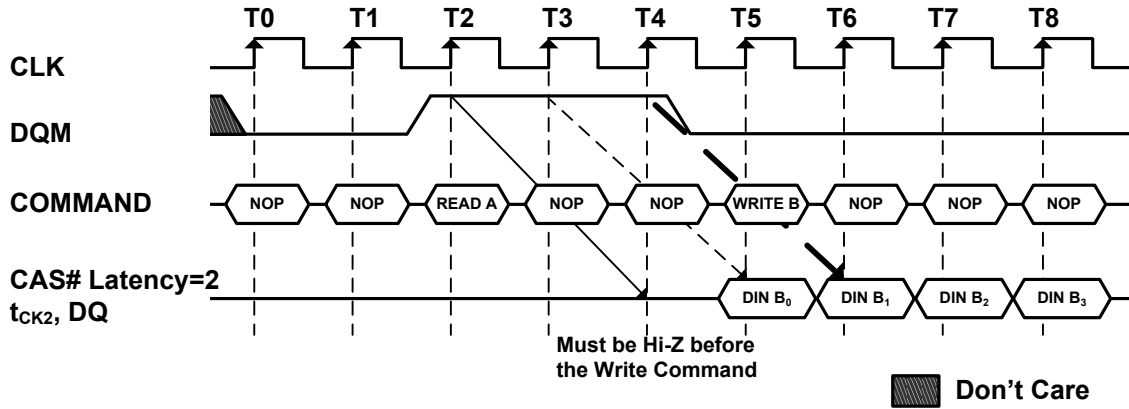 T0 T1 T2 T3 T4 T5 T6 T7 T8
CLK
DQM
COMMAND NOP NOP READ A NOP NOP WRITE B NOP NOP NOP
CAS# Latency=2
tCK2, DQ DIN B0 DIN B1 DIN B2 DIN B3
Must be Hi-Z before
the Write Command
Don't Care